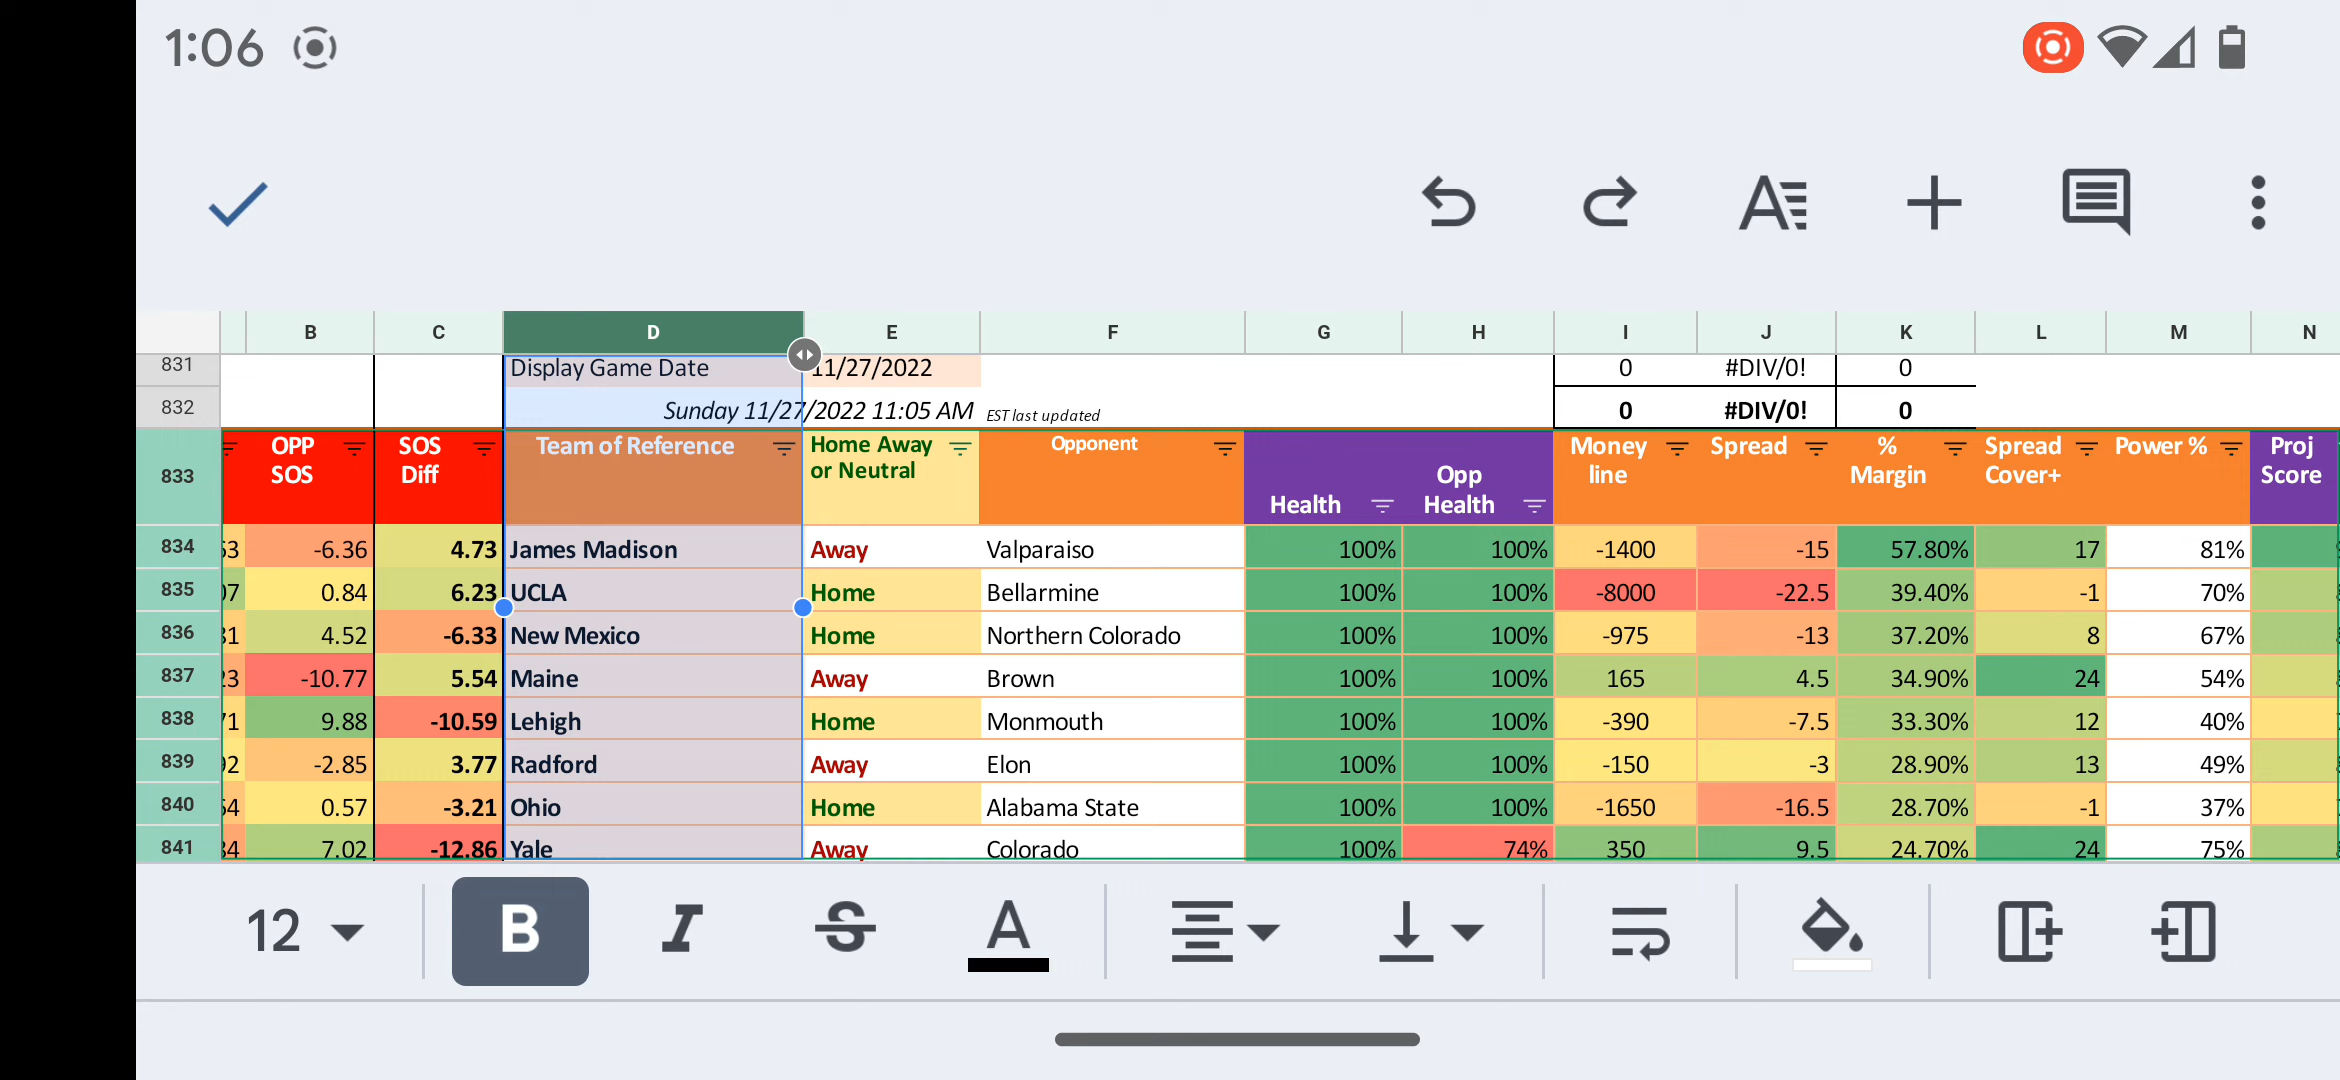 1:06
B C D E F G H I J K L M N
831 Display Game Date 11/27/2022 0 #DIV/0! 0
832 Sunday 11/27/2022 11:05 AM EST last updated 0 #DIV/0! 0
833 OPP SOS SOS Diff Team of Reference Home Away or Neutral Opponent Health Opp Health Money line Spread % Margin Spread Cover+ Power % Proj Score
834 -6.36 4.73 James Madison Away Valparaiso 100% 100% -1400 -15 57.80% 17 81%
835 0.84 6.23 UCLA Home Bellarmine 100% 100% -8000 -22.5 39.40% -1 70%
836 4.52 -6.33 New Mexico Home Northern Colorado 100% 100% -975 -13 37.20% 8 67%
837 -10.77 5.54 Maine Away Brown 100% 100% 165 4.5 34.90% 24 54%
838 9.88 -10.59 Lehigh Home Monmouth 100% 100% -390 -7.5 33.30% 12 40%
839 -2.85 3.77 Radford Away Elon 100% 100% -150 -3 28.90% 13 49%
840 0.57 -3.21 Ohio Home Alabama State 100% 100% -1650 -16.5 28.70% -1 37%
841 7.02 -12.86 Yale Away Colorado 100% 74% 350 9.5 24.70% 24 75%
12 B I S A